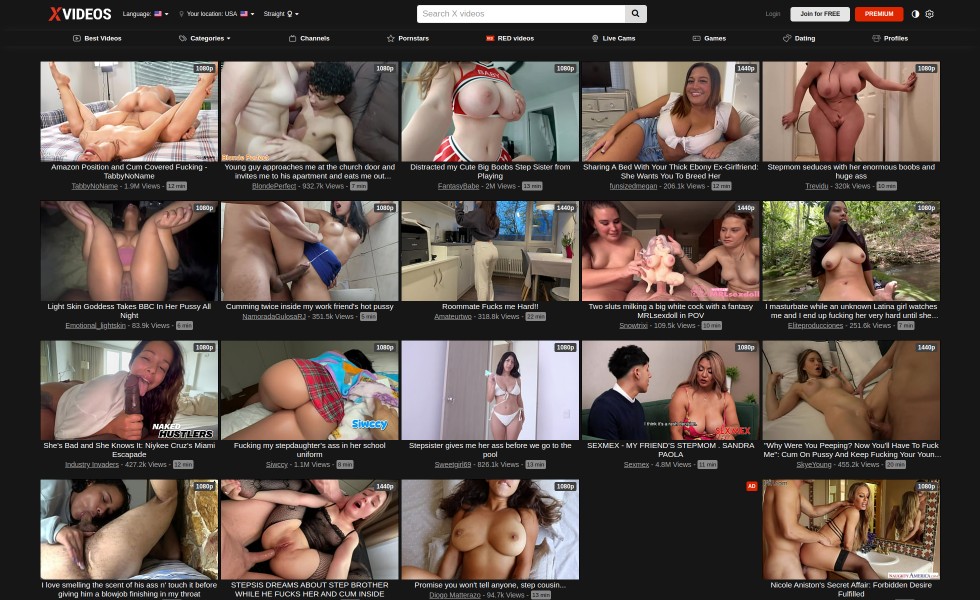 XVIDEOS
Language:
Your location: USA
Straight
Search X videos
Login
Join for FREE
PREMIUM
Best Videos
Categories
Channels
Pornstars
RED videos
Live Cams
Games
Dating
Profiles
1080p
1080p
1080p
1440p
1080p
Amazon Position and Cum Covered Fucking -
TabbyNoName
TabbyNoName - 1.9M Views - 12 min
Young guy approaches me at the church door and
invites me to his apartment and eats me out...
BlondePerfect - 932.7k Views - 7 min
Distracted my Cute Big Boobs Step Sister from
Playing
FantasyBabe - 2M Views - 13 min
Sharing A Bed With Your Thick Ebony Ex-Girlfriend:
She Wants You To Breed Her
funsizedmegan - 206.1k Views - 12 min
Stepmom seduces with her enormous boobs and
huge ass
Trevidu - 320k Views - 10 min
1080p
1080p
1440p
1440p
1080p
Light Skin Goddess Takes BBC In Her Pussy All
Night
Emotional_lightskin - 83.9k Views - 6 min
Cumming twice inside my work friend's hot pussy
NamoradaGulosaRJ - 351.5k Views - 5 min
Roommate Fucks me Hard!!
Amateurtwo - 318.8k Views - 22 min
Two sluts milking a big white cock with a fantasy
MRLsexdoll in POV
Snowtrixi - 109.5k Views - 10 min
I masturbate while an unknown Latina girl watches
me and I end up fucking her very hard until she...
Eliteproducciones - 251.6k Views - 7 min
1080p
NAKED
HUSTLERS
1080p
Siwccy
1080p
1080p
SEXMEX
1440p
She's Bad and She Knows It: Niykee Cruz's Miami
Escapade
Industry Invaders - 427.2k Views - 12 min
Fucking my stepdaughter's ass in her school
uniform
Siwccy - 1.1M Views - 8 min
Stepsister gives me her ass before we go to the
pool
Sweetgiri69 - 826.1k Views - 13 min
SEXMEX - MY FRIEND'S STEPMOM . SANDRA
PAOLA
Sexmex - 4.8M Views - 11 min
"Why Were You Peeping? Now You'll Have To Fuck
Me": Cum On Pussy And Keep Fucking Your Youn...
SkyeYoung - 455.2k Views - 20 min
1080p
1440p
1080p
AD
1080p
NAUGHTY AMERICA
I love smelling the scent of his ass n' touch it before
giving him a blowjob finishing in my throat
STEPSIS DREAMS ABOUT STEP BROTHER
WHILE HE FUCKS HER AND CUM INSIDE
Promise you won't tell anyone, step cousin...
Diogo Matterazo - 94.7k Views - 13 min
Nicole Aniston's Secret Affair: Forbidden Desire
Fulfilled